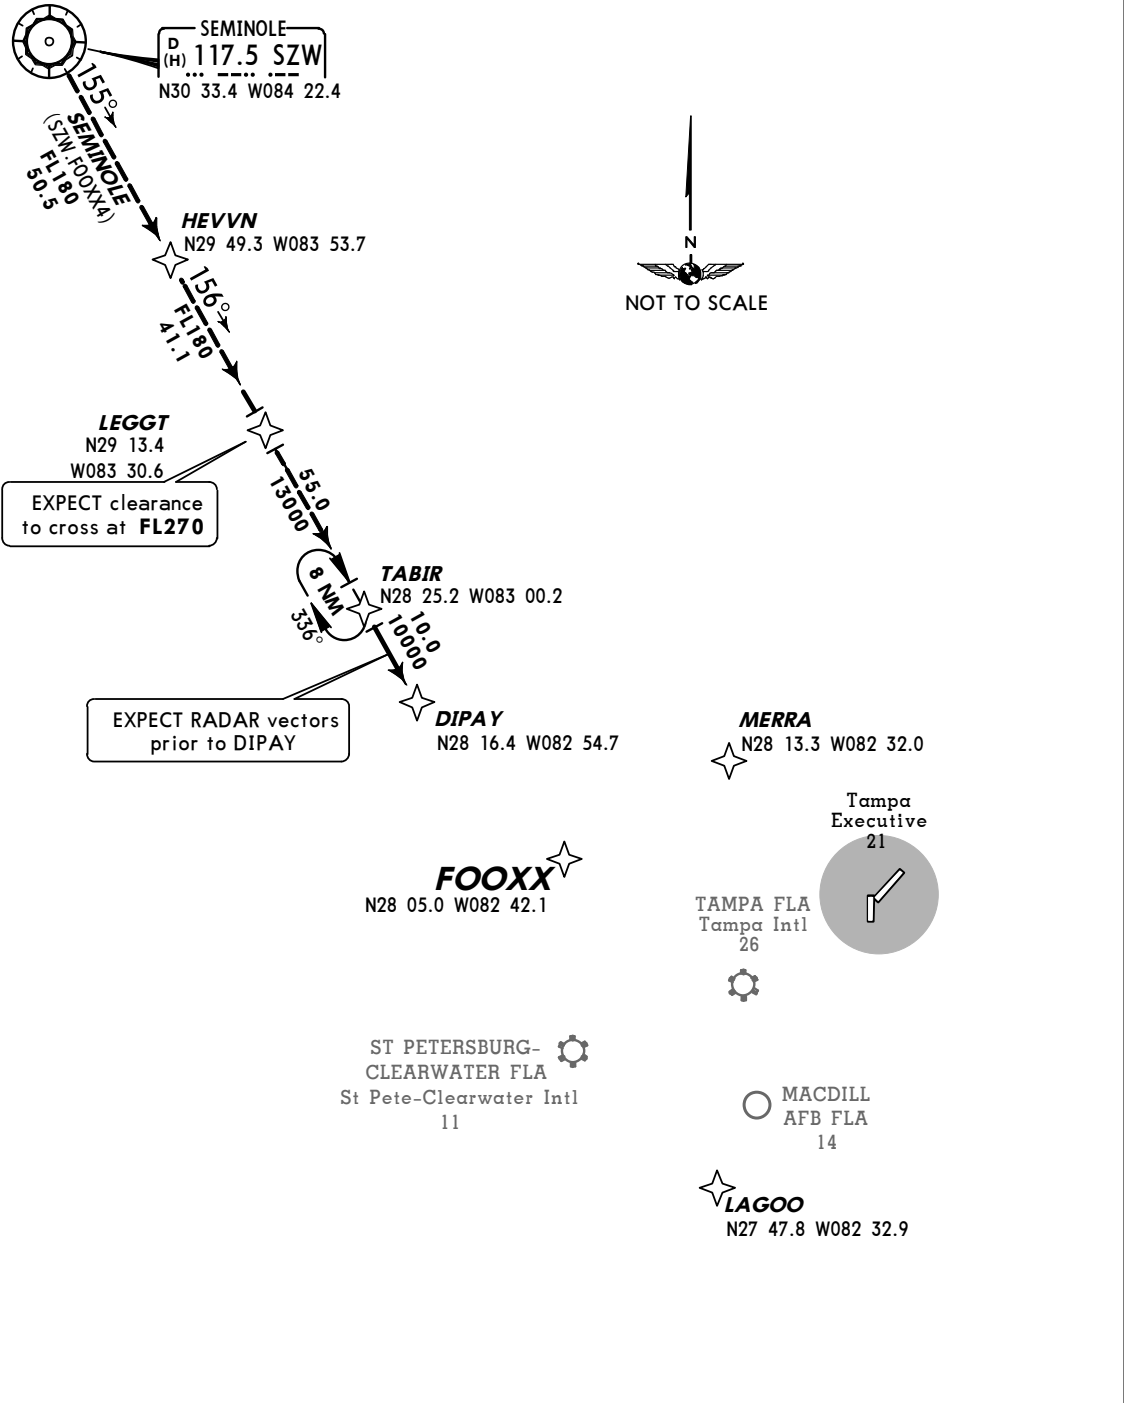 SEMINOLE
D
(H) 117.5 SZW
N30 33.4 W084 22.4
155°
SEMINOLE
(SZW.FOOXX4)
FL180
50.5
HEVVN
N29 49.3 W083 53.7
156°
FL180
41.1
N
NOT TO SCALE
LEGGT
N29 13.4
W083 30.6
EXPECT clearance
to cross at FL270
55.0
13000
8 NM
336°
TABIR
N28 25.2 W083 00.2
10.0
10000
EXPECT RADAR vectors
prior to DIPAY
DIPAY
N28 16.4 W082 54.7
MERRA
N28 13.3 W082 32.0
Tampa
Executive
21
FOOXX
N28 05.0 W082 42.1
TAMPA FLA
Tampa Intl
26
ST PETERSBURG-
CLEARWATER FLA
St Pete-Clearwater Intl
11
MACDILL
AFB FLA
14
LAGOO
N27 47.8 W082 32.9